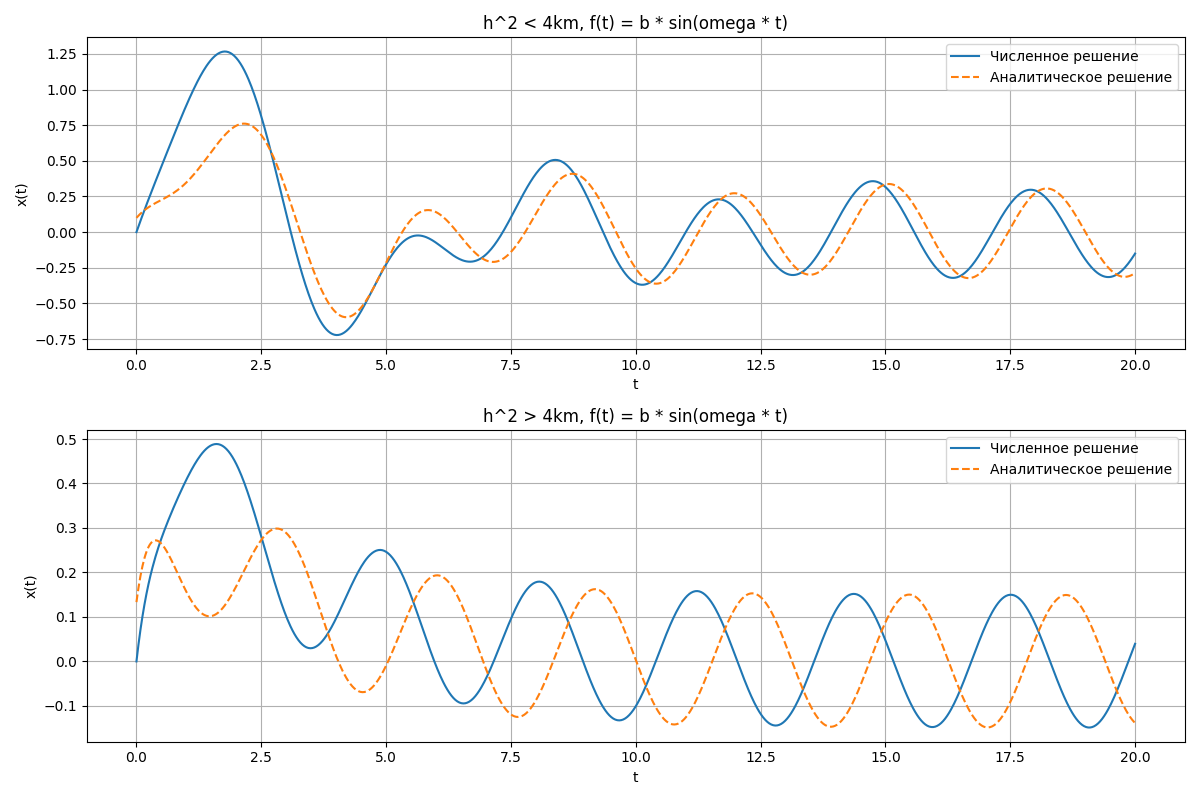 h^2 < 4km, f(t) = b * sin(omega * t)
Численное решение
Аналитическое решение
1.25
1.00
0.75
0.50
0.25
0.00
−0.25
−0.50
−0.75
x(t)
0.0 2.5 5.0 7.5 10.0 12.5 15.0 17.5 20.0
t
h^2 > 4km, f(t) = b * sin(omega * t)
Численное решение
Аналитическое решение
0.5
0.4
0.3
0.2
0.1
0.0
−0.1
x(t)
0.0 2.5 5.0 7.5 10.0 12.5 15.0 17.5 20.0
t